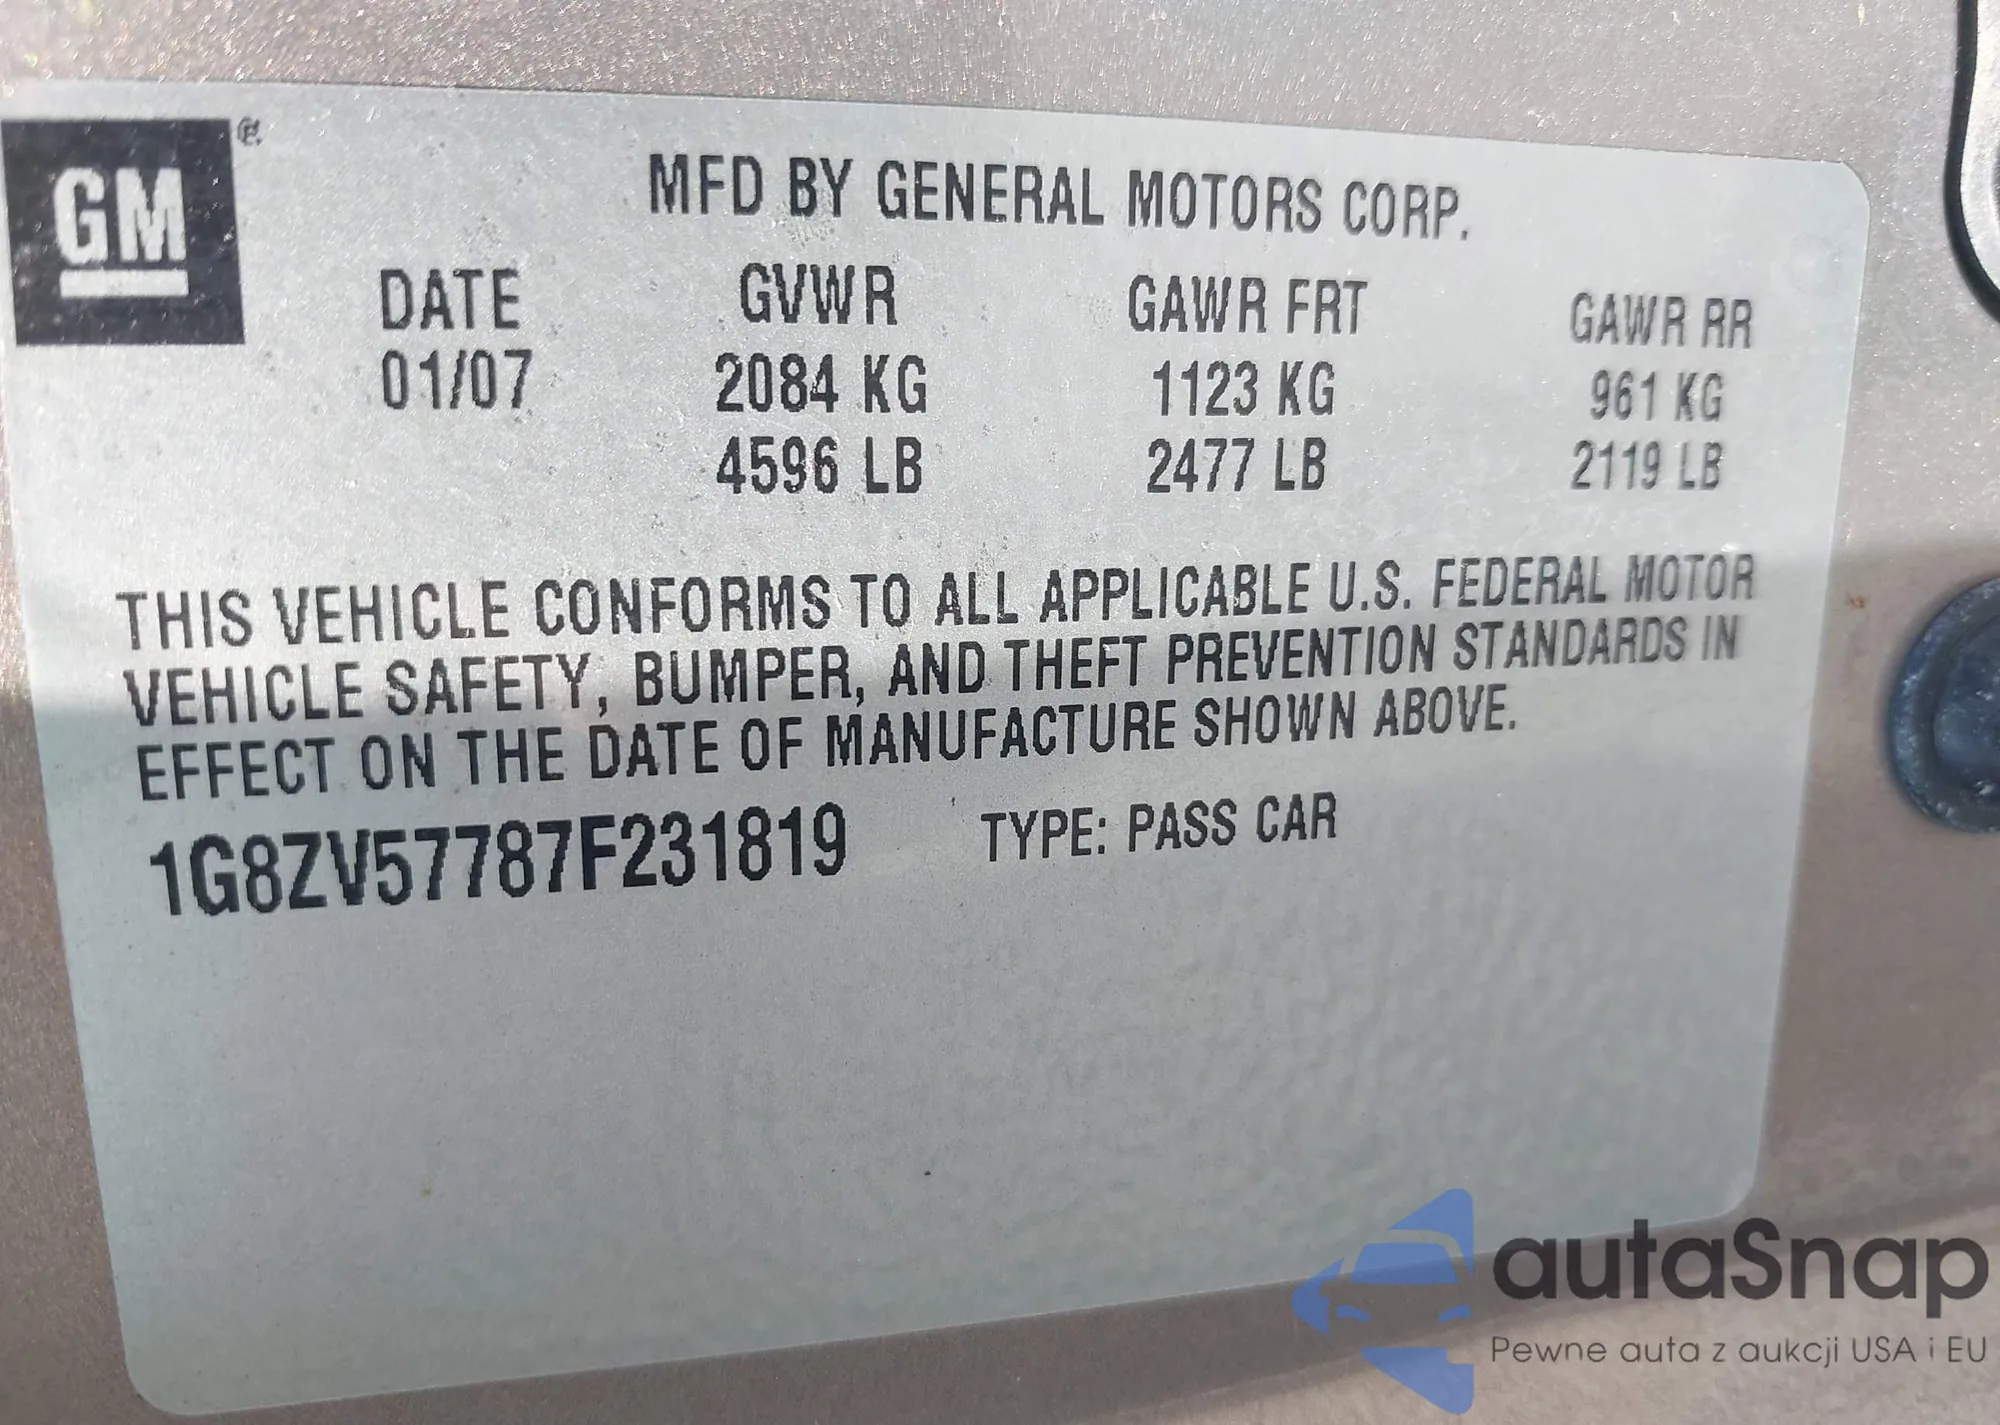 GM
MFD BY GENERAL MOTORS CORP.
DATE GVWR GAWR FRT GAWR RR
01/07 2084 KG 1123 KG 961 KG
4596 LB 2477 LB 2119 LB
THIS VEHICLE CONFORMS TO ALL APPLICABLE U.S. FEDERAL MOTOR
VEHICLE SAFETY, BUMPER, AND THEFT PREVENTION STANDARDS IN
EFFECT ON THE DATE OF MANUFACTURE SHOWN ABOVE.
1G8ZV57787F231819 TYPE: PASS CAR
autaSnap
Pewne auta z aukcji USA i EU